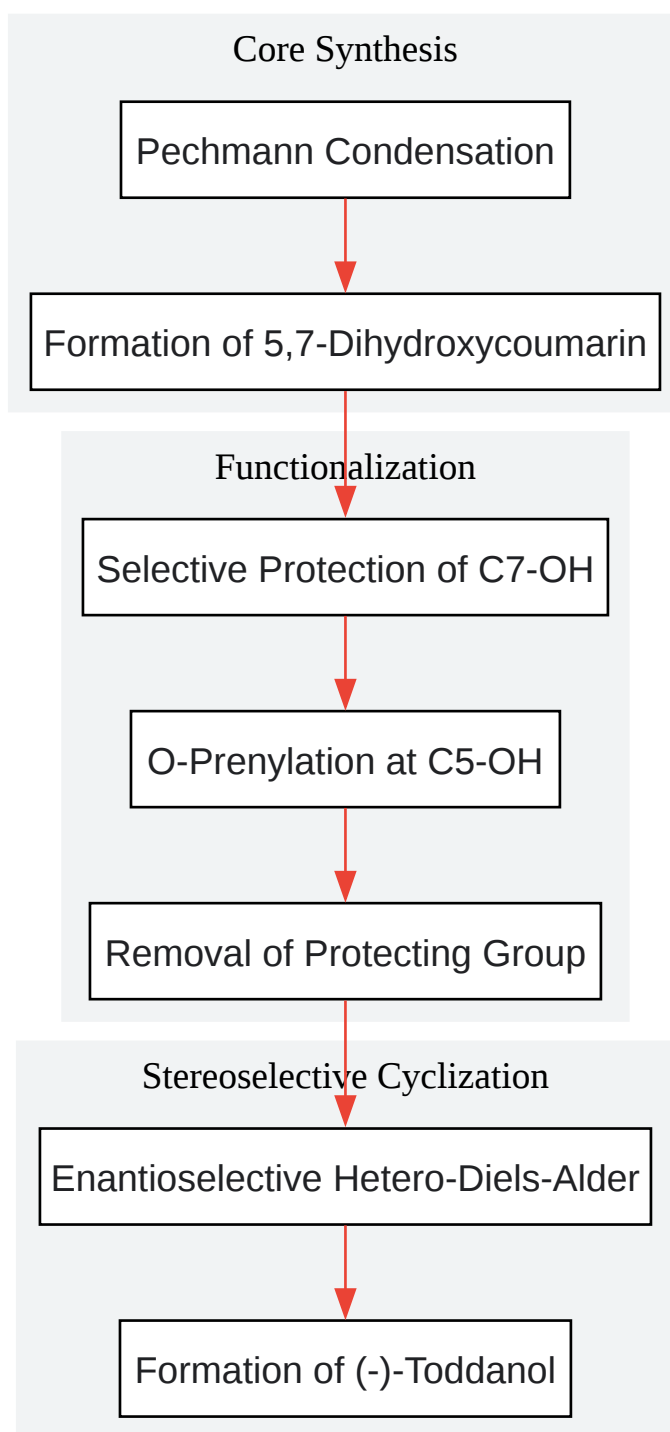 Core Synthesis
Pechmann Condensation
Formation of 5,7-Dihydroxycoumarin
Functionalization
Selective Protection of C7-OH
O-Prenylation at C5-OH
Removal of Protecting Group
Stereoselective Cyclization
Enantioselective Hetero-Diels-Alder
Formation of (-)-Toddanol